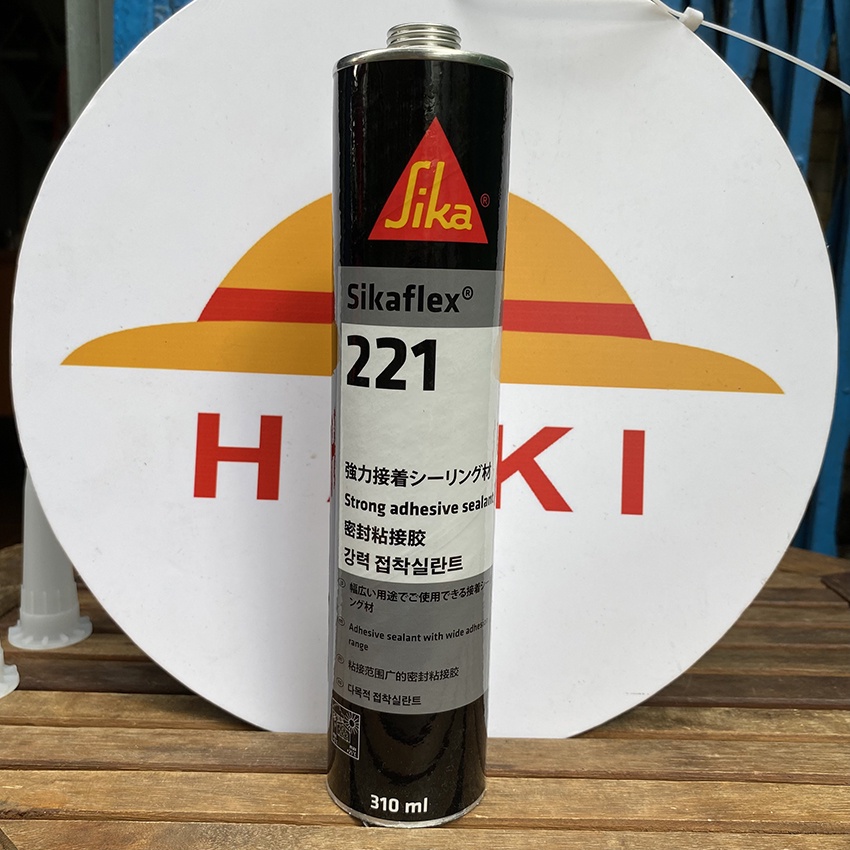 Sika®
Sikaflex®
221
強力接着シーリング材
Strong adhesive sealant
密封粘接胶
강력 접착실란트
幅広い用途でご使用できる接着シー
ング材
Adhesive sealant with wide adhesion
range
粘接范围广的密封粘接胶
다목적 접착실란트
310 ml
H KI